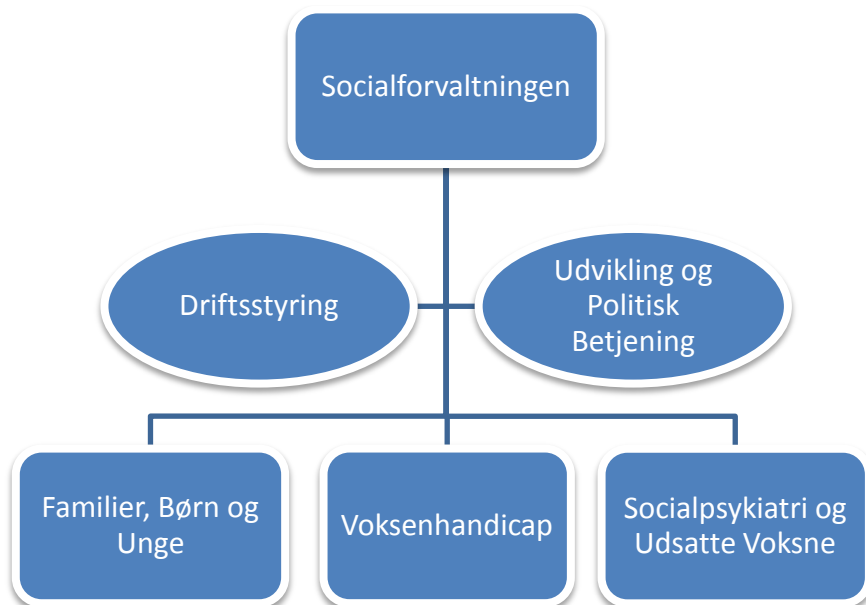 Socialforvaltningen
Driftsstyring
Udvikling og
Politisk
Betjening
Familier, Børn og
Unge
Voksenhandicap
Socialpsykiatri og
Udsatte Voksne